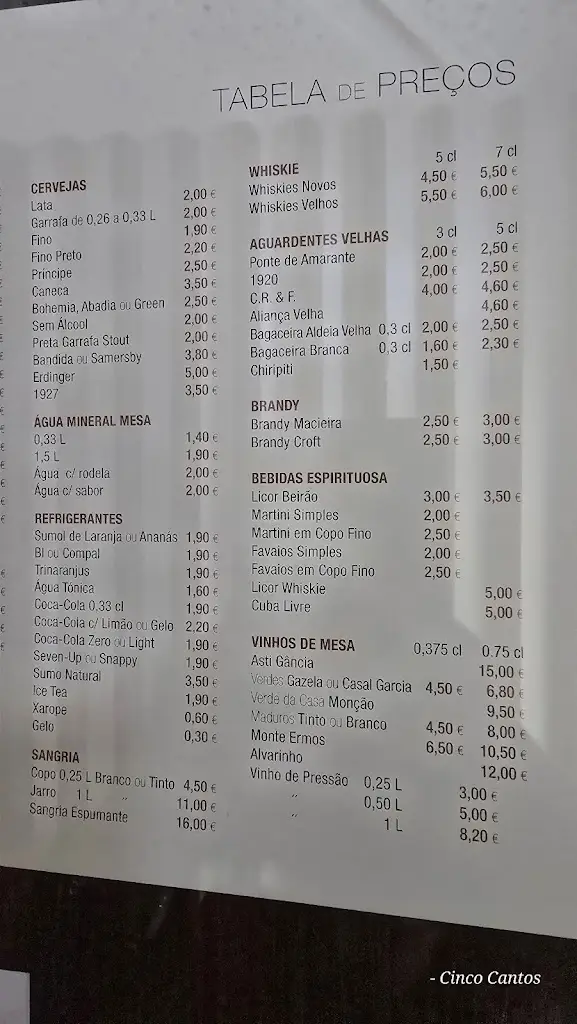 TABELA DE PREÇOS
CERVEJAS
Lata 2,00 €
Garrafa de 0,26 a 0,33 L 2,00 €
Fino 1,90 €
Fino Preto 2,20 €
Príncipe 2,50 €
Caneca 3,50 €
Bohemia, Abadia ou Green 2,50 €
Sem Álcool 2,00 €
Preta Garrafa Stout 2,00 €
Bandida ou Samersby 3,80 €
Erdinger 5,00 €
1927 3,50 €
ÁGUA MINERAL MESA
0,33 L 1,40 €
1,5 L 1,90 €
Água c/ rodela 2,00 €
Água c/ sabor 2,00 €
REFRIGERANTES
Sumol de Laranja ou Ananás 1,90 €
BI ou Compal 1,90 €
Trinaranjus 1,90 €
Água Tónica 1,60 €
Coca-Cola 0,33 cl 1,90 €
Coca-Cola c/ Limão ou Gelo 2,20 €
Coca-Cola Zero ou Light 1,90 €
Seven-Up ou Snappy 1,90 €
Sumo Natural 3,50 €
Ice Tea 1,90 €
Xarope 0,60 €
Gelo 0,30 €
SANGRIA
Copo 0,25 L Branco ou Tinto 4,50 €
Jarro 1 L " 11,00 €
Sangria Espumante 16,00 €
WHISKIE 5 cl 7 cl
Whiskies Novos 4,50 € 5,50 €
Whiskies Velhos 5,50 € 6,00 €
AGUARDENTES VELHAS 3 cl 5 cl
Ponte de Amarante 2,00 € 2,50 €
1920 2,00 € 2,50 €
C.R. & F. 4,00 € 4,60 €
Aliança Velha 4,60 €
Bagaceira Aldeia Velha 0,3 cl 2,00 € 2,50 €
Bagaceira Branca 0,3 cl 1,60 € 2,30 €
Chiripiti 1,50 €
BRANDY
Brandy Macieira 2,50 € 3,00 €
Brandy Croft 2,50 € 3,00 €
BEBIDAS ESPIRITUOSA
Licor Beirão 3,00 € 3,50 €
Martini Simples 2,00 €
Martini em Copo Fino 2,50 €
Favaios Simples 2,00 €
Favaios em Copo Fino 2,50 €
Licor Whiskie 5,00 €
Cuba Livre 5,00 €
VINHOS DE MESA 0,375 cl 0.75 cl
Asti Gância 15,00 €
Verdes Gazela ou Casal Garcia 4,50 € 6,80 €
Verde da Casa Monção 9,50 €
Maduros Tinto ou Branco 4,50 € 8,00 €
Monte Ermos 6,50 € 10,50 €
Alvarinho 12,00 €
Vinho de Pressão 0,25 L 3,00 €
" 0,50 L 5,00 €
" 1 L 8,20 €
- Cinco Cantos